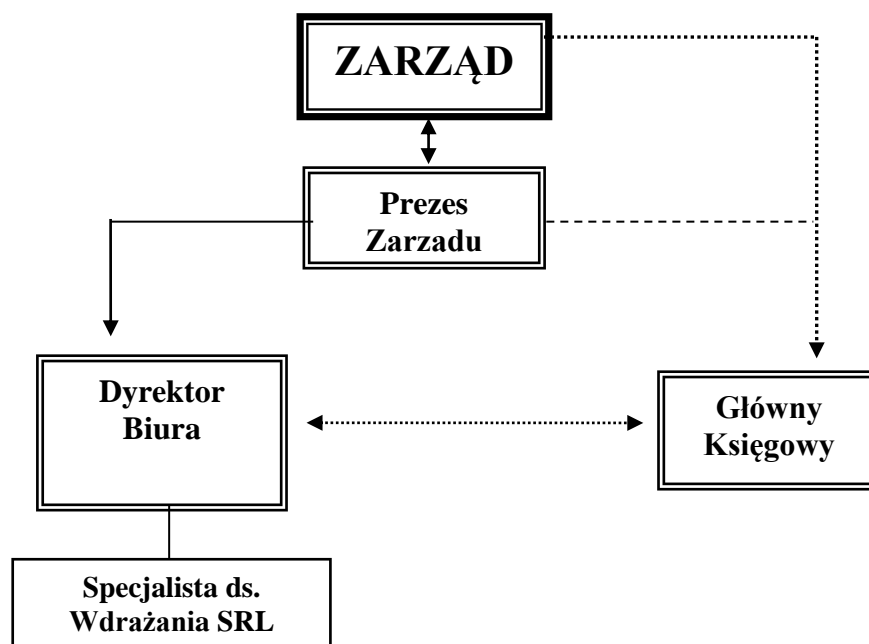 ZARZĄD
Prezes
Zarzadu
Dyrektor
Biura
Główny
Księgowy
Specjalista ds.
Wdrażania SRL